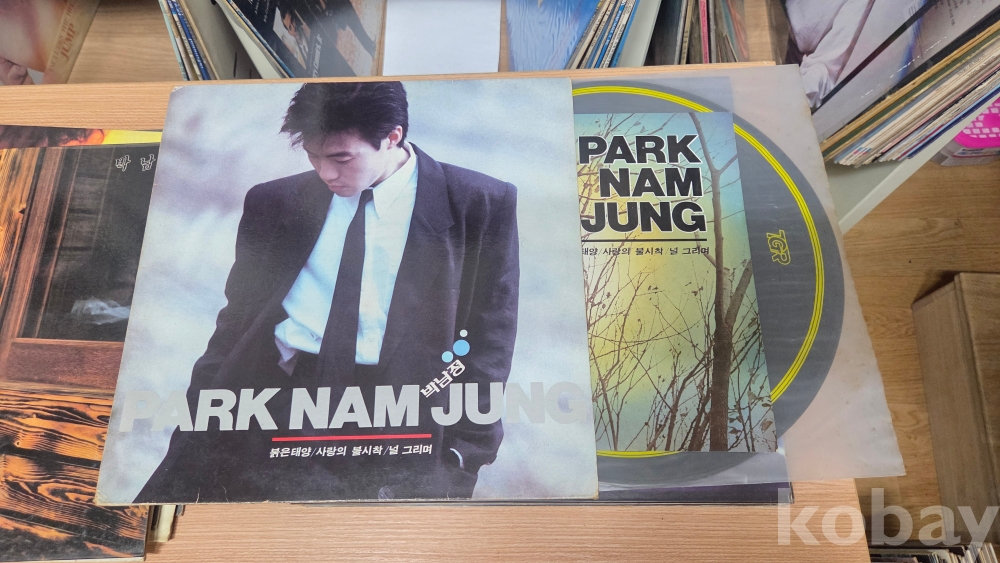 JUMP
박 남
PARK NAM JUNG
박남정
붉은태양/사랑의 불시착/널 그리며
PARK
NAM
JUNG
태양/사랑의 불시착/널 그리며
kobay